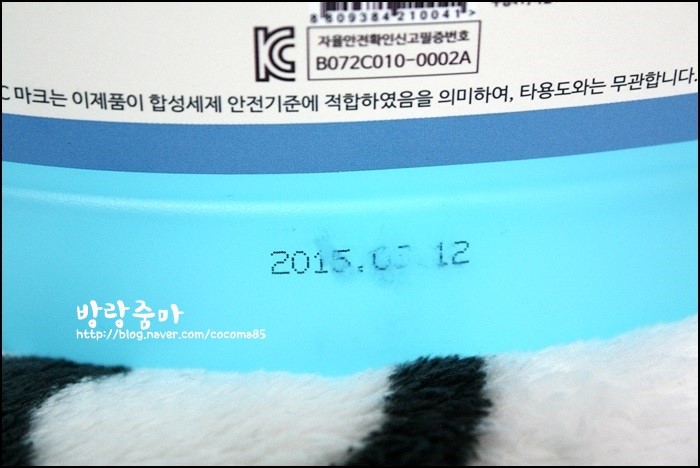 8809384210041
자율안전확인신고필증번호
B072C010-0002A
C 마크는 이제품이 합성세제 안전기준에 적합하였음을 의미하여, 타용도와는 무관합니다.
2015. 12
방랑줌마
http://blog.naver.com/cocoma85